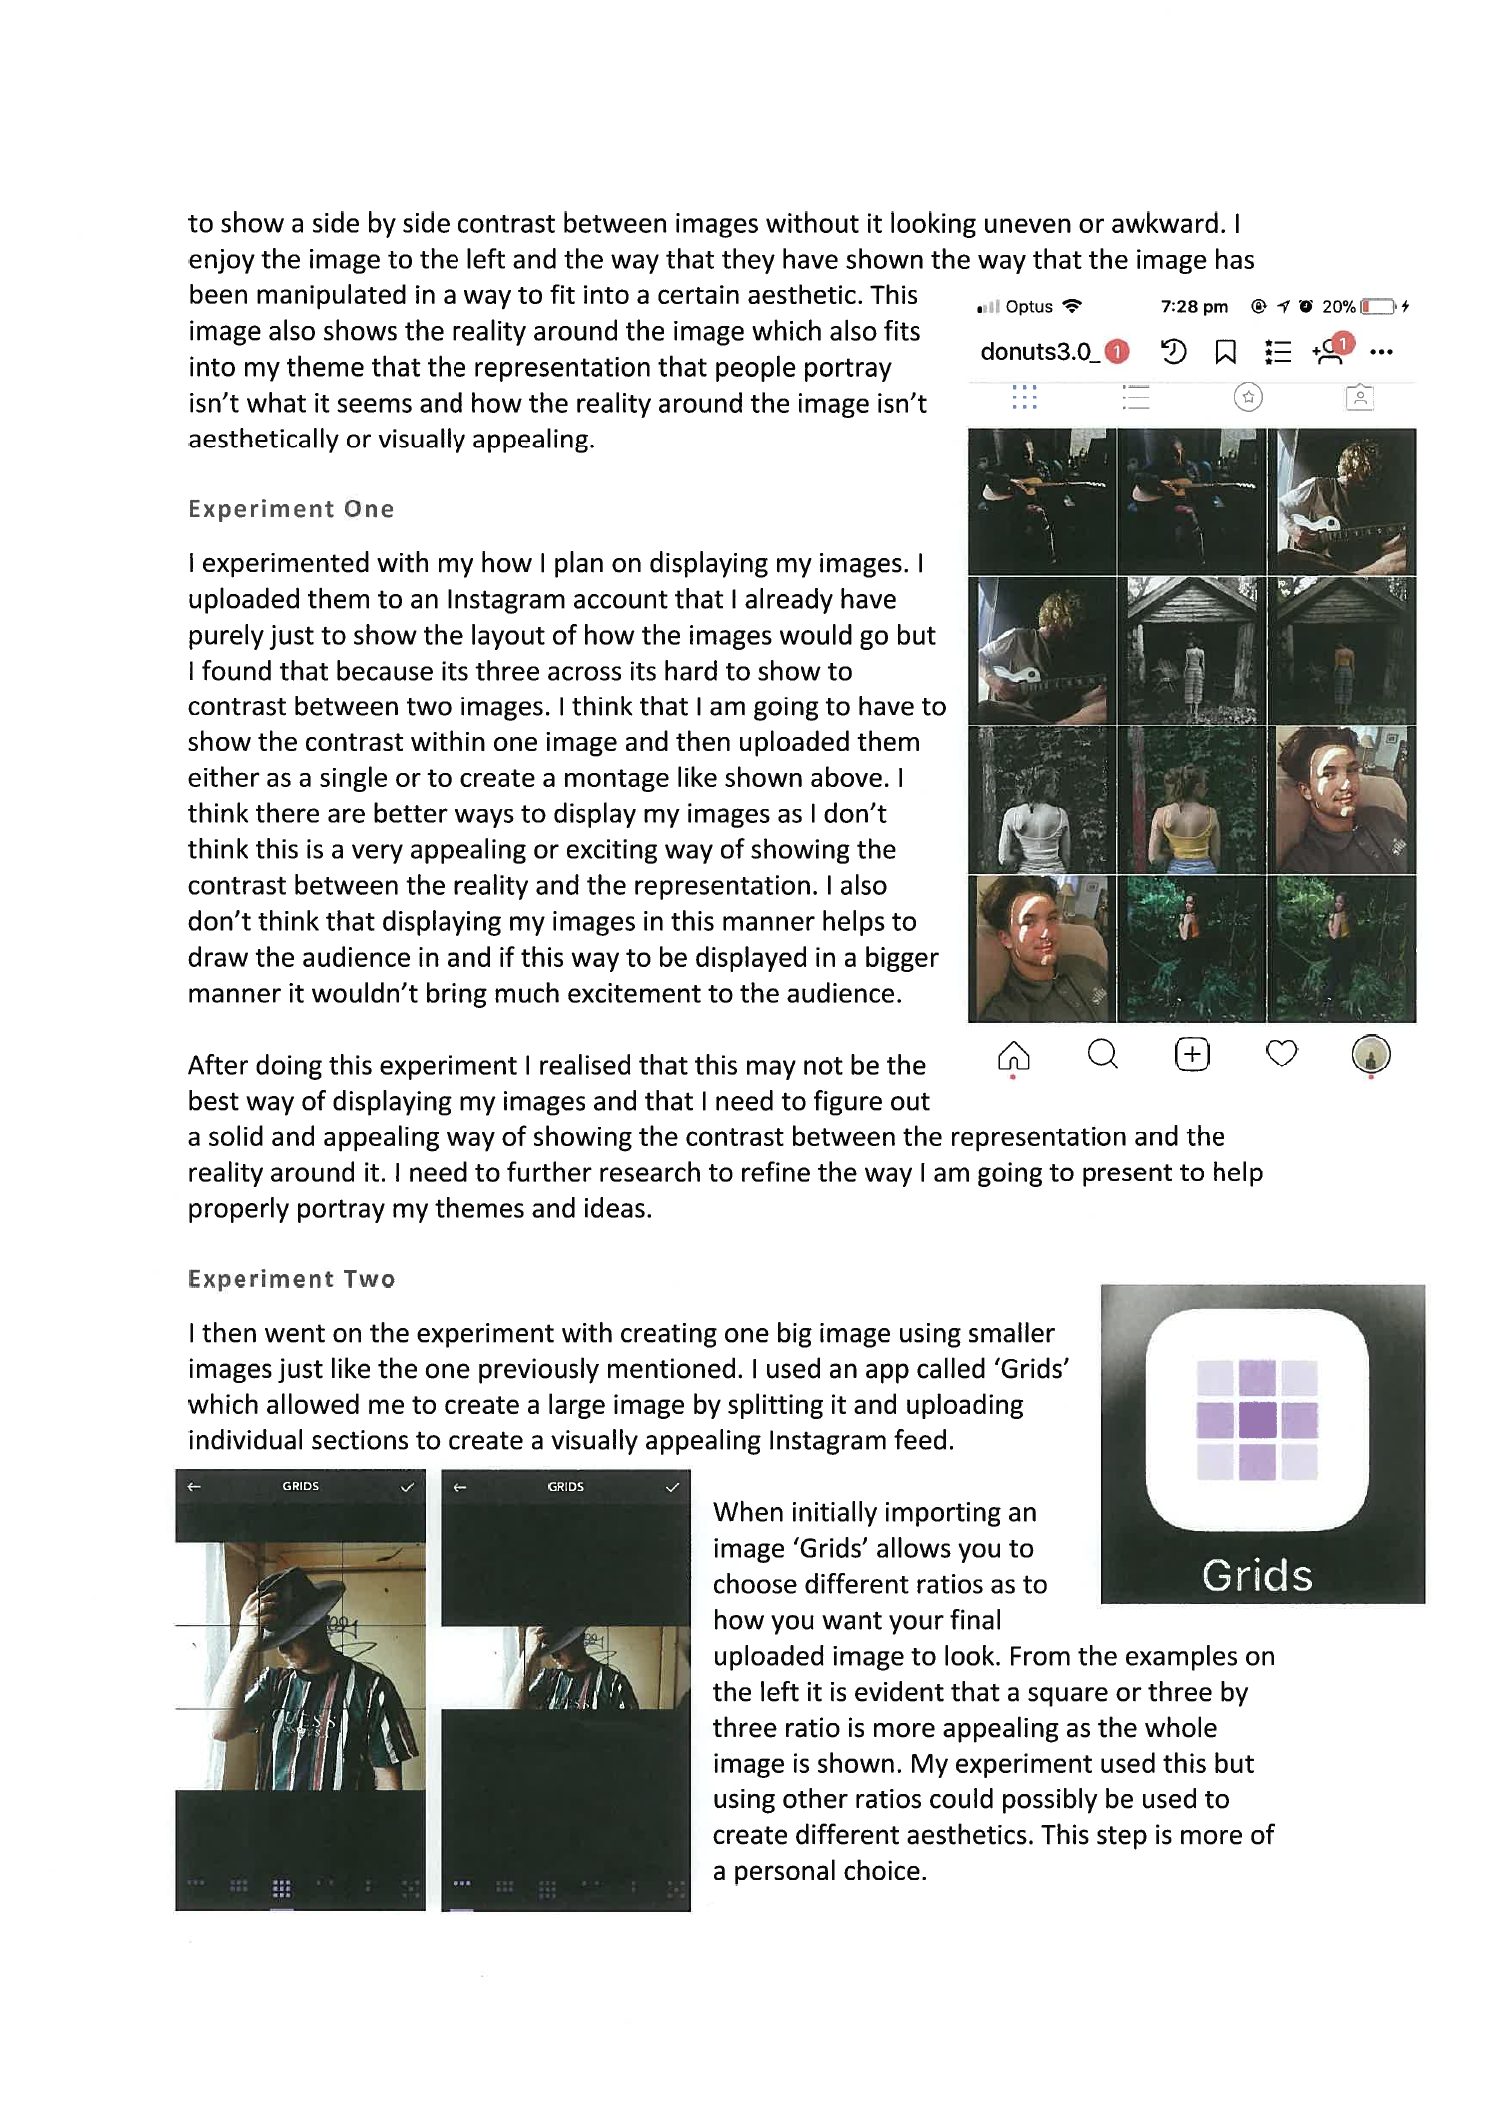 to show a side by side contrast between images without it looking uneven or awkward. I
enjoy the image to the left and the way that they have shown the way that the image has
been manipulated in a way to fit into a certain aesthetic. This
image also shows the reality around the image which also fits
into my theme that the representation that people portray
isn't what it seems and how the reality around the image isn't
aesthetically or visually appealing.
Optus 7:28 pm 20%
donuts3.0_ 1 1
Experiment One
I experimented with my how I plan on displaying my images. I
uploaded them to an Instagram account that I already have
purely just to show the layout of how the images would go but
I found that because its three across its hard to show to
contrast between two images. I think that I am going to have to
show the contrast within one image and then uploaded them
either as a single or to create a montage like shown above. I
think there are better ways to display my images as I don't
think this is a very appealing or exciting way of showing the
contrast between the reality and the representation. I also
don't think that displaying my images in this manner helps to
draw the audience in and if this way to be displayed in a bigger
manner it wouldn't bring much excitement to the audience.
After doing this experiment I realised that this may not be the
best way of displaying my images and that I need to figure out
a solid and appealing way of showing the contrast between the representation and the
reality around it. I need to further research to refine the way I am going to present to help
properly portray my themes and ideas.
Experiment Two
I then went on the experiment with creating one big image using smaller
images just like the one previously mentioned. I used an app called 'Grids'
which allowed me to create a large image by splitting it and uploading
individual sections to create a visually appealing Instagram feed.
Grids
GRIDS
GUESS
GRIDS
When initially importing an
image 'Grids' allows you to
choose different ratios as to
how you want your final
uploaded image to look. From the examples on
the left it is evident that a square or three by
three ratio is more appealing as the whole
image is shown. My experiment used this but
using other ratios could possibly be used to
create different aesthetics. This step is more of
a personal choice.